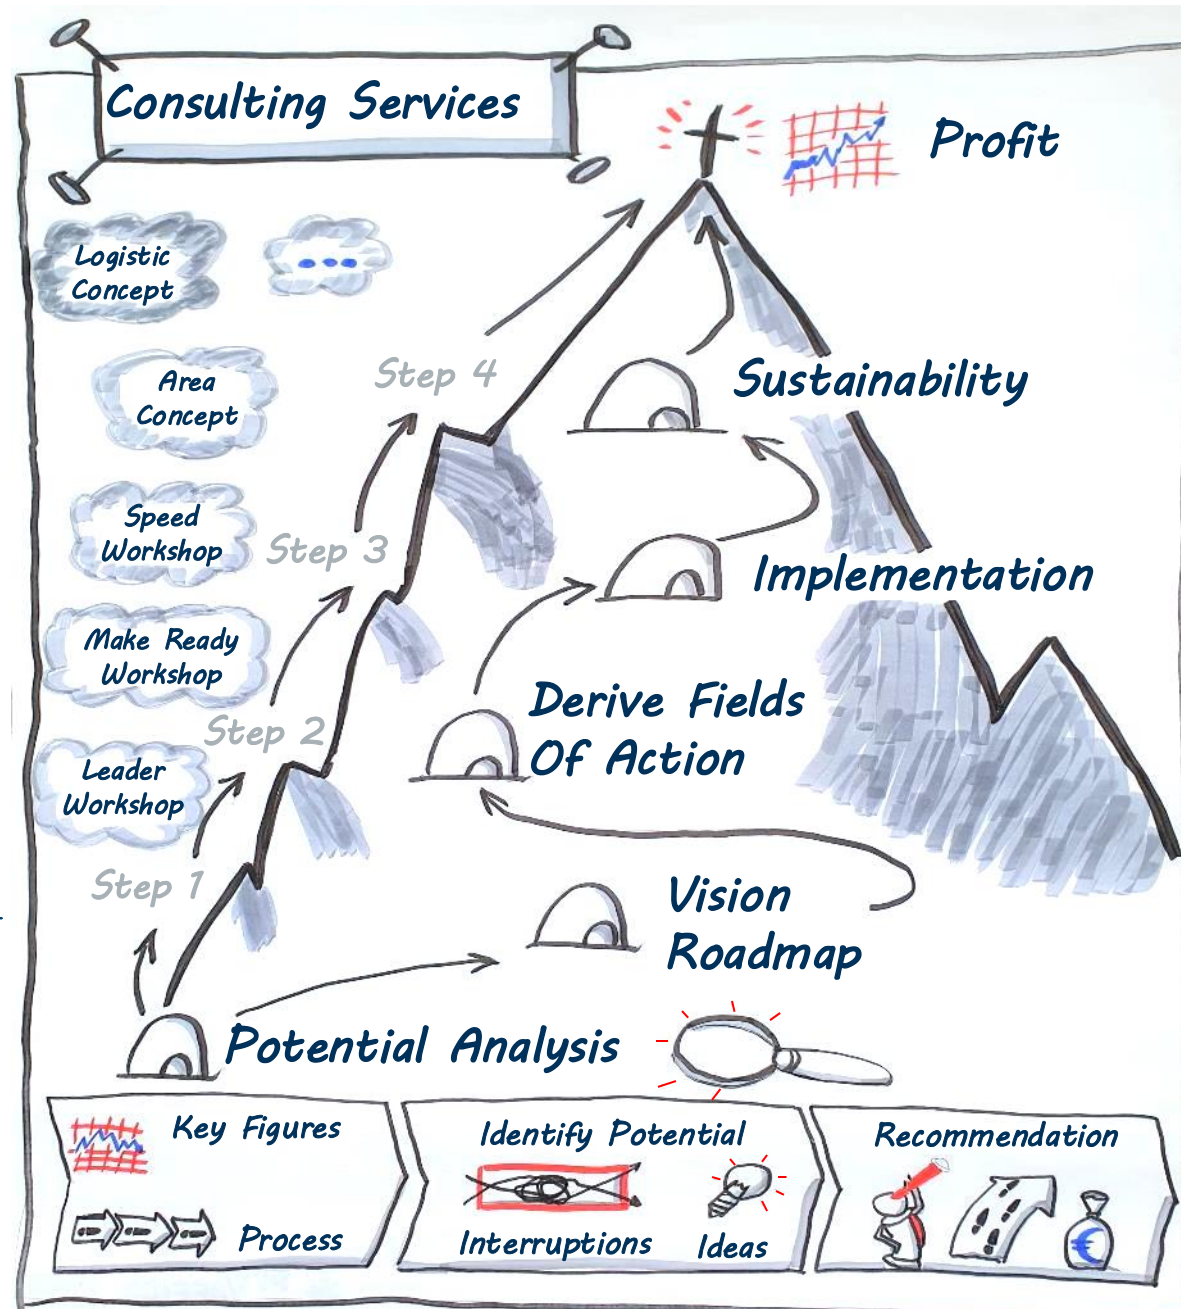 Consulting Services
Profit
Logistic
Concept
...
Area
Concept
Step 4
Sustainability
Speed
Workshop
Step 3
Implementation
Make Ready
Workshop
Step 2
Derive Fields
Of Action
Leader
Workshop
Step 1
Vision
Roadmap
Potential Analysis
Key Figures
Process
Identify Potential
Interruptions
Ideas
Recommendation
€